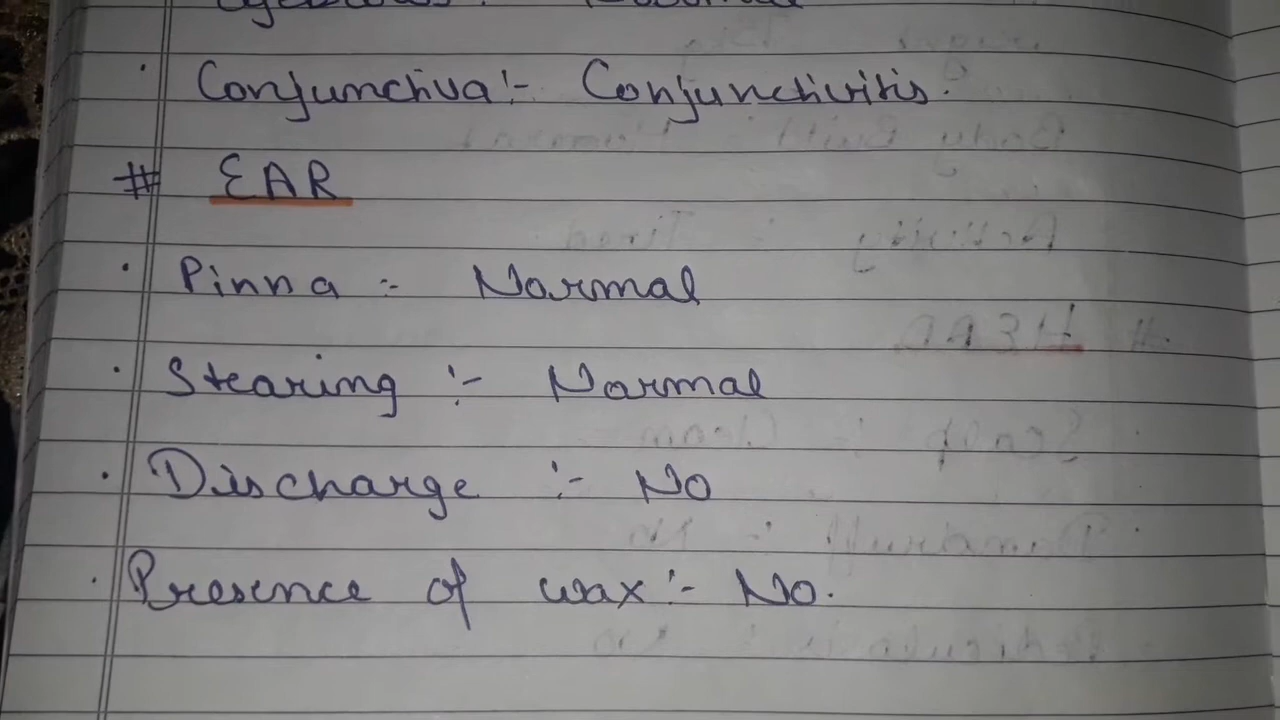 · Conjunctiva :- Conjunctivitis.
# EAR
· Pinna :- Normal
· Stearing :- Normal
· Discharge :- No
· Presence of wax :- No.